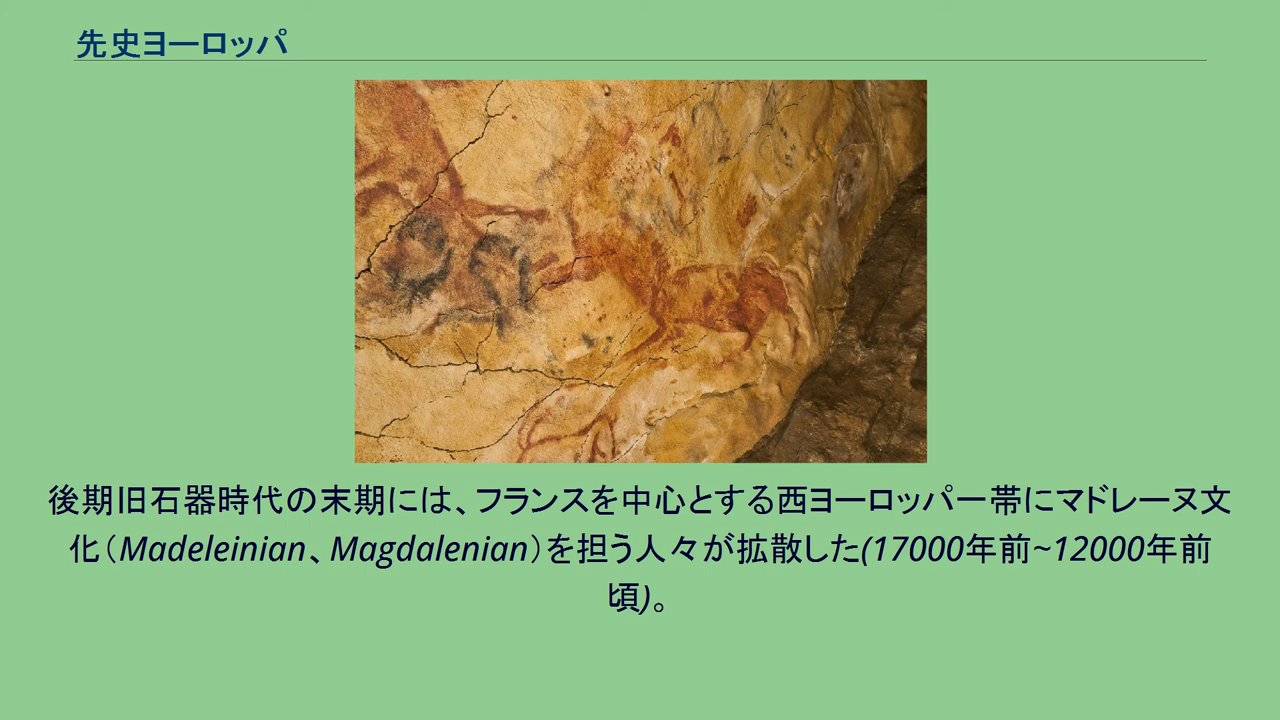 先史ヨーロッパ
後期旧石器時代の末期には、フランスを中心とする西ヨーロッパ一帯にマドレーヌ文
化（Madeleinian、Magdalenian）を担う人々が拡散した(17000年前~12000年前
頃)。